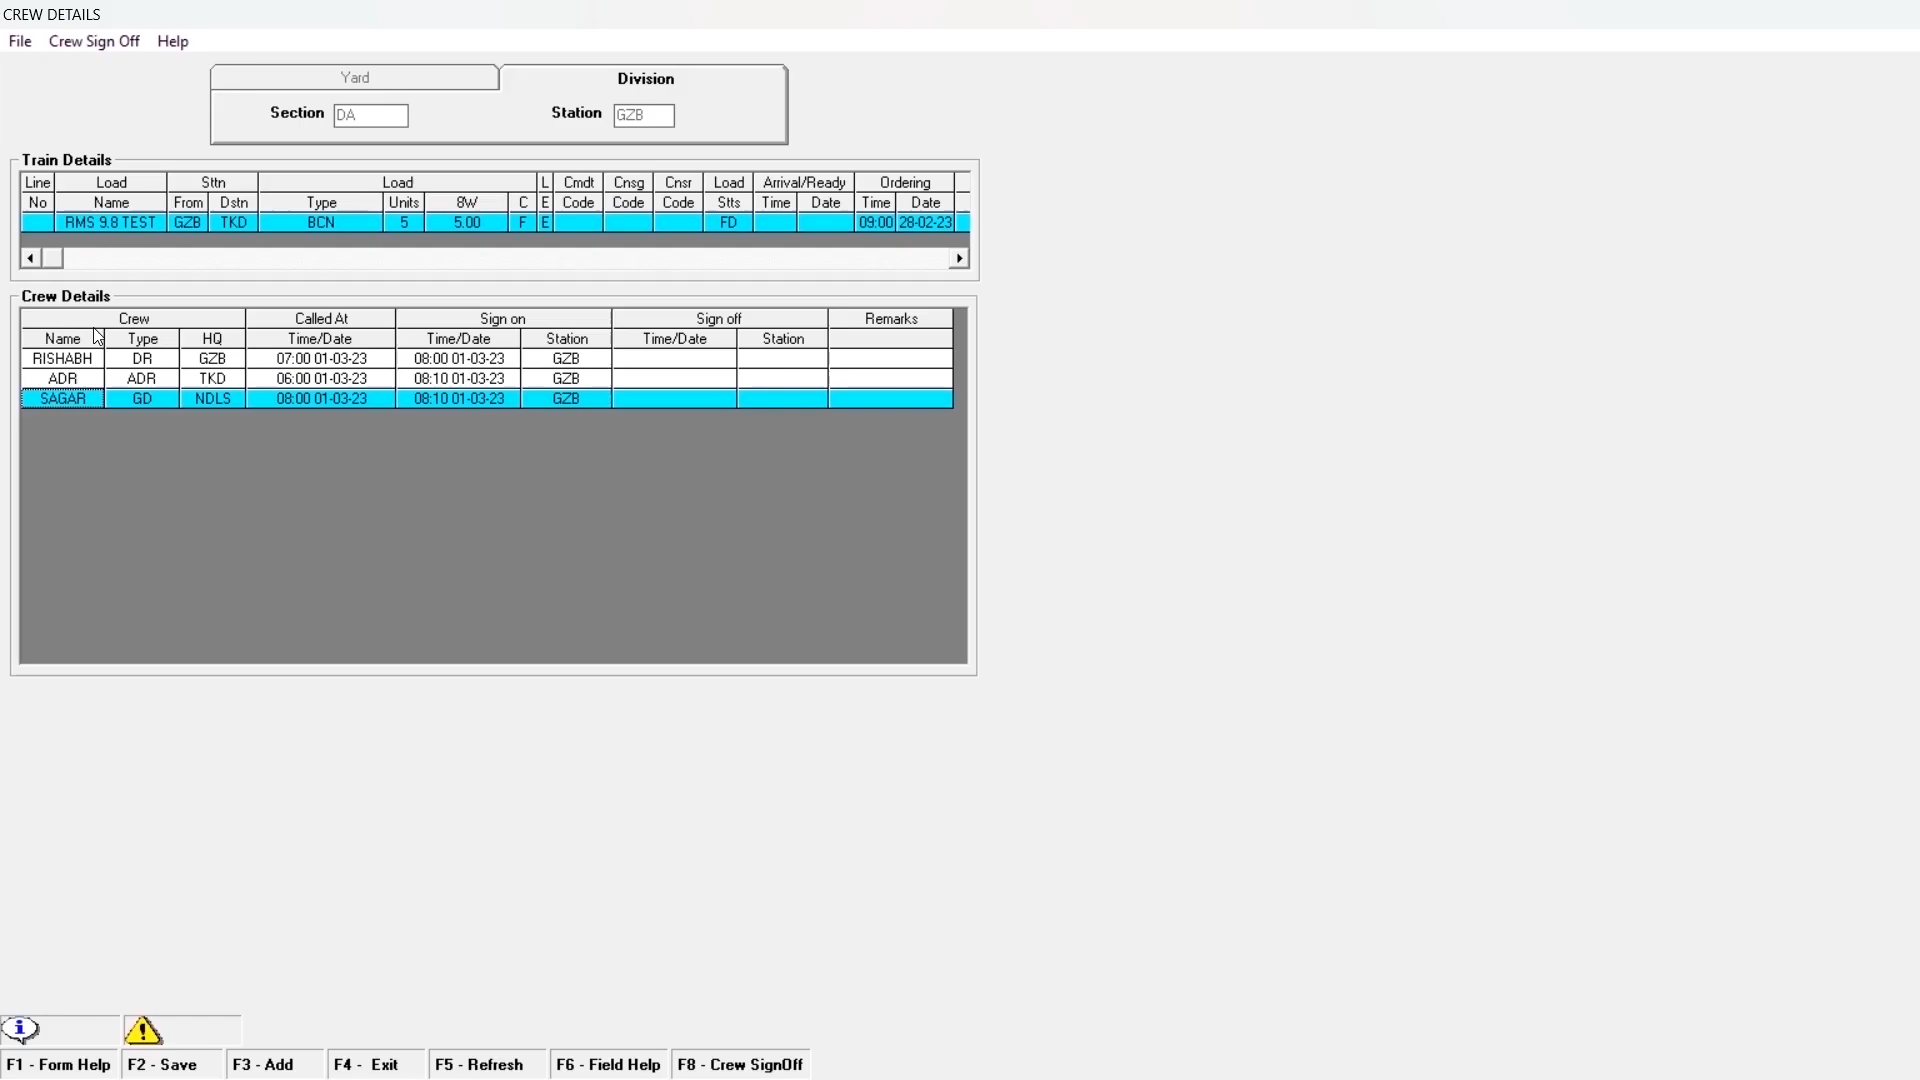 CREW DETAILS
File Crew Sign Off Help
Yard Division
Section DA Station GZB
Train Details
Line Load Sttn Load L Cmdt Cnsg Cnsr Load Arrival/Ready Ordering
No Name From Dstn Type Units 8W C E Code Code Code Stts Time Date Time Date
RMS 9.8 TEST GZB TKD BCN 5 5.00 F E FD 09:00 28-02-23
Crew Details
Crew Called At Sign on Sign off Remarks
Name Type HQ Time/Date Time/Date Station Time/Date Station
RISHABH DR GZB 07:00 01-03-23 08:00 01-03-23 GZB
ADR ADR TKD 06:00 01-03-23 08:10 01-03-23 GZB
SAGAR GD NDLS 08:00 01-03-23 08:10 01-03-23 GZB
F1 - Form Help F2 - Save F3 - Add F4 - Exit F5 - Refresh F6 - Field Help F8 - Crew SignOff